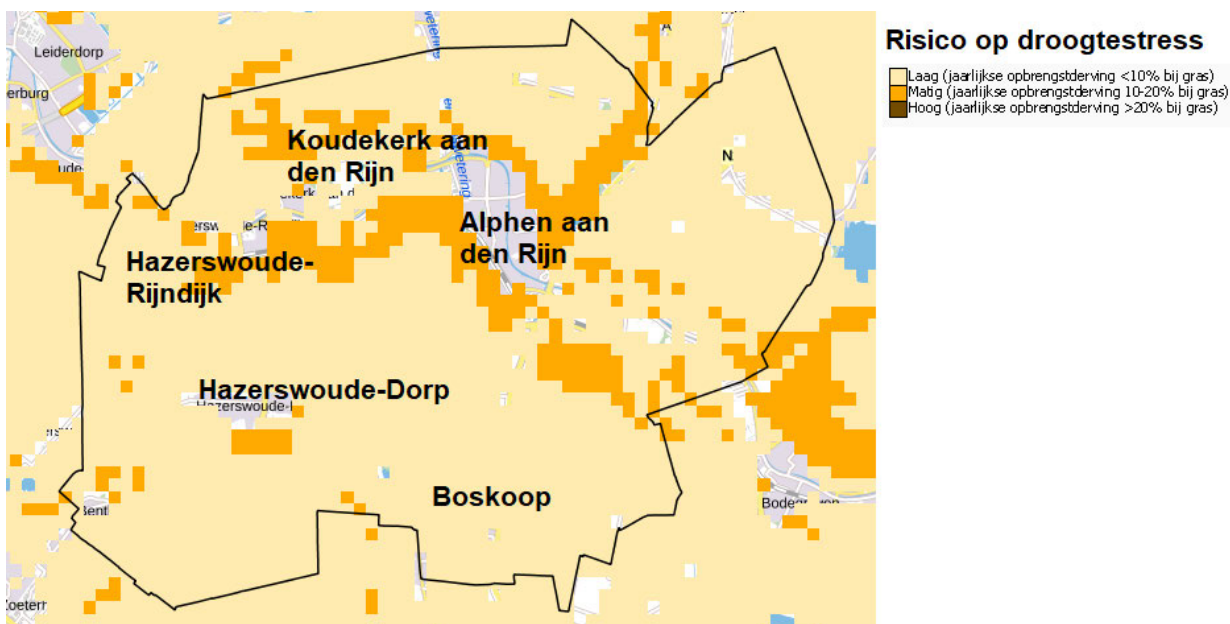 Risico op droogtestress
Laag (jaarlijkse opbrengstderving <10% bij gras)
Matig (jaarlijkse opbrengstderving 10-20% bij gras)
Hoog (jaarlijkse opbrengstderving >20% bij gras)
Leiderdorp
Koudekerk aan
den Rijn
wetering
N
Alphen aan
den Rijn
Hazerswoude-
Rijndijk
Hazerswoude-Dorp
Boskoop